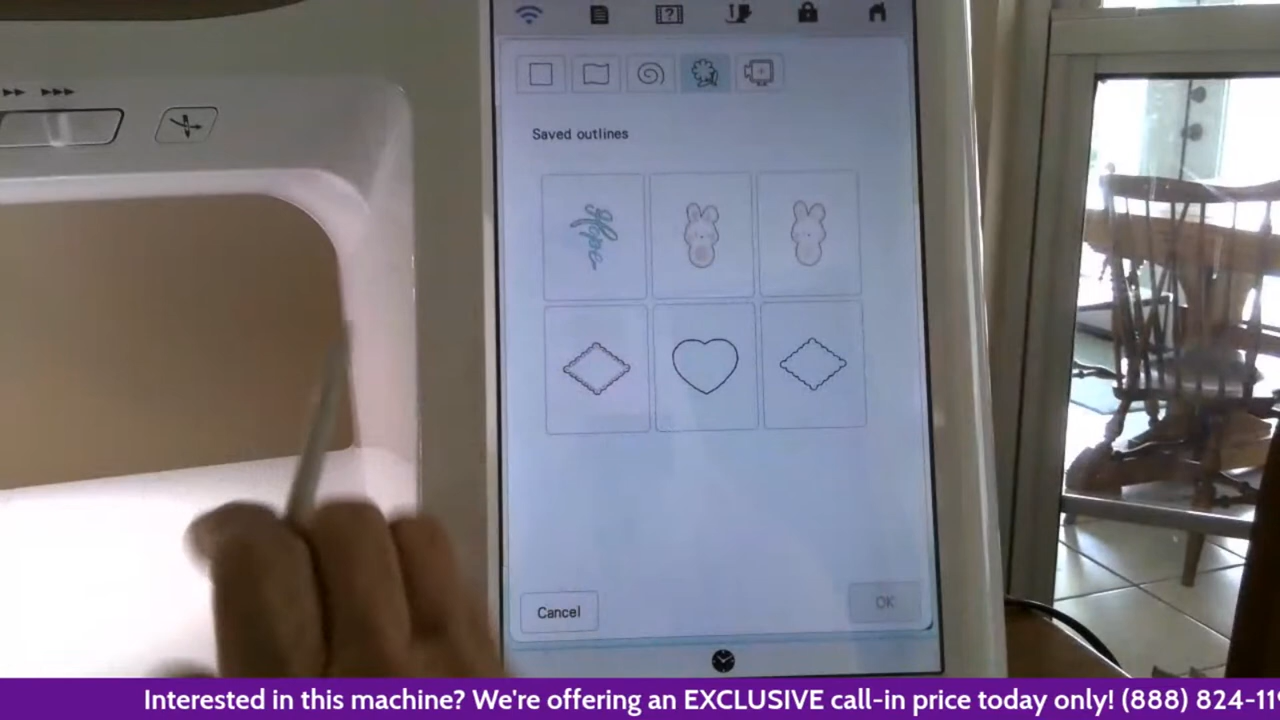 Saved outlines
Hope
Cancel
OK
Interested in this machine? We're offering an EXCLUSIVE call-in price today only! (888) 824-11